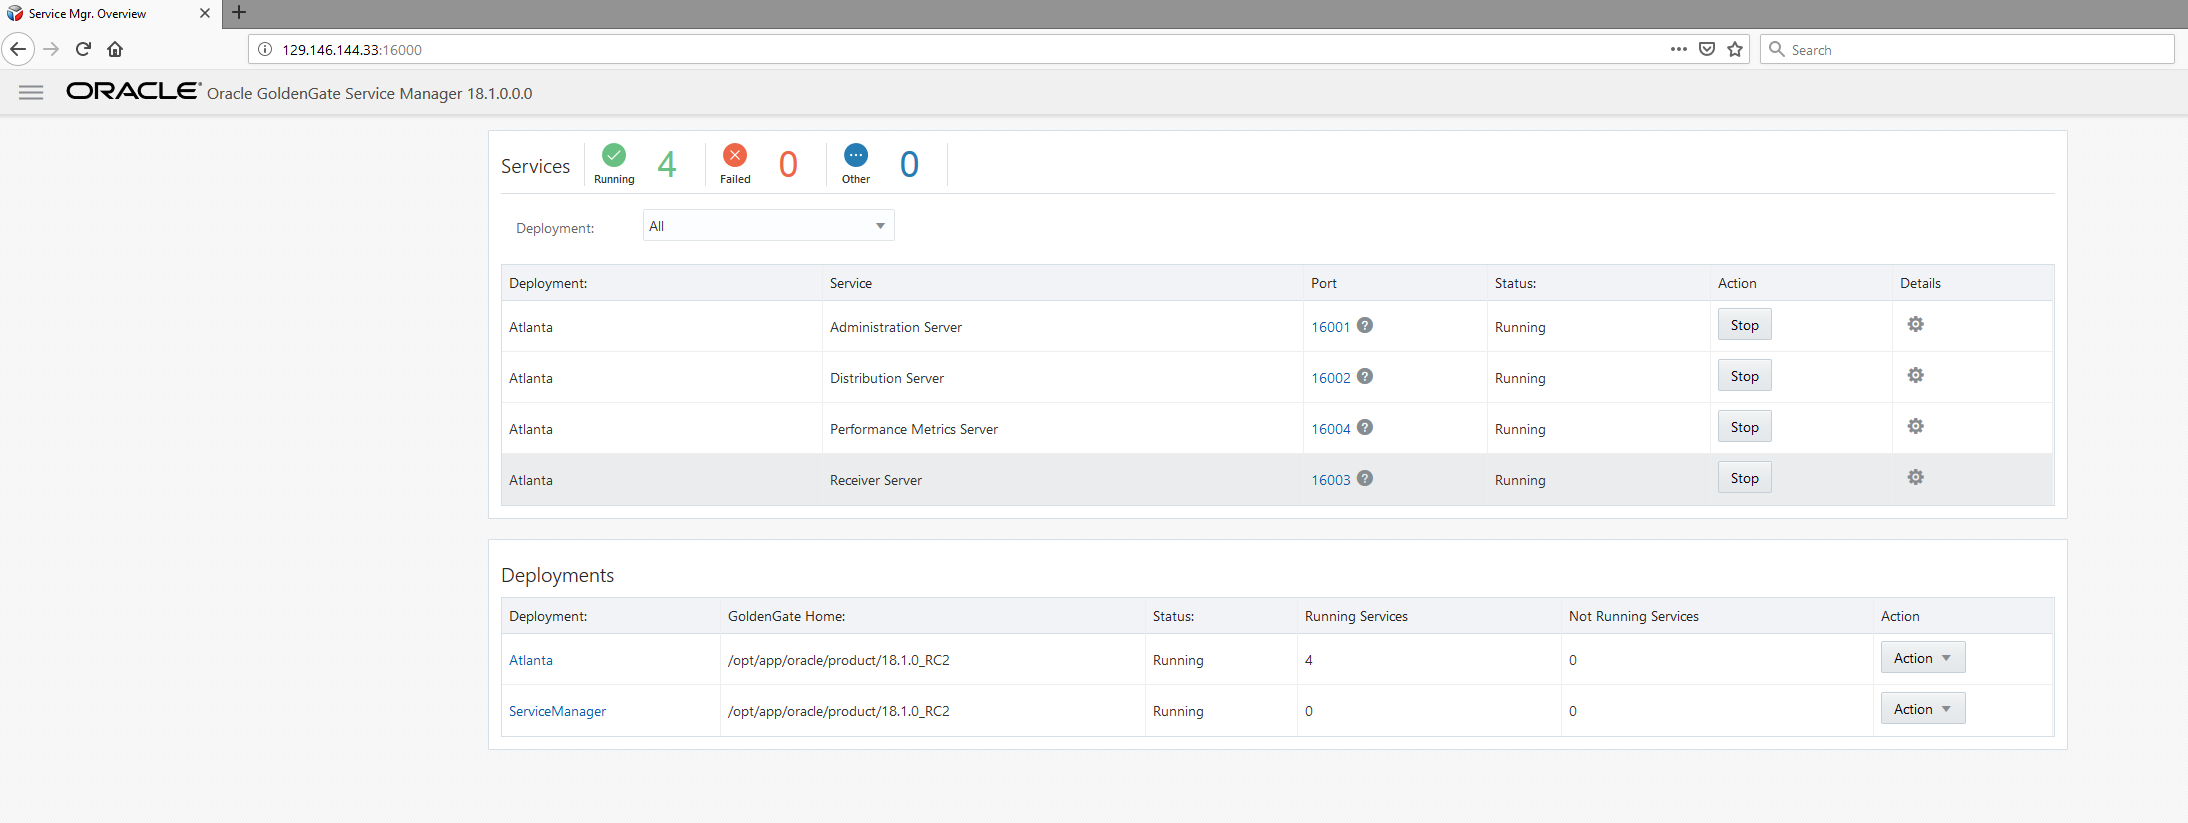 Service Mgr. Overview
129.146.144.33:16000
Search
ORACLE Oracle GoldenGate Service Manager 18.1.0.0.0
Services Running 4 Failed 0 Other 0
Deployment: All
Deployment: Service Port Status: Action Details
Atlanta Administration Server 16001 ? Running Stop
Atlanta Distribution Server 16002 ? Running Stop
Atlanta Performance Metrics Server 16004 ? Running Stop
Atlanta Receiver Server 16003 ? Running Stop
Deployments
Deployment: GoldenGate Home: Status: Running Services Not Running Services Action
Atlanta /opt/app/oracle/product/18.1.0_RC2 Running 4 0 Action
ServiceManager /opt/app/oracle/product/18.1.0_RC2 Running 0 0 Action